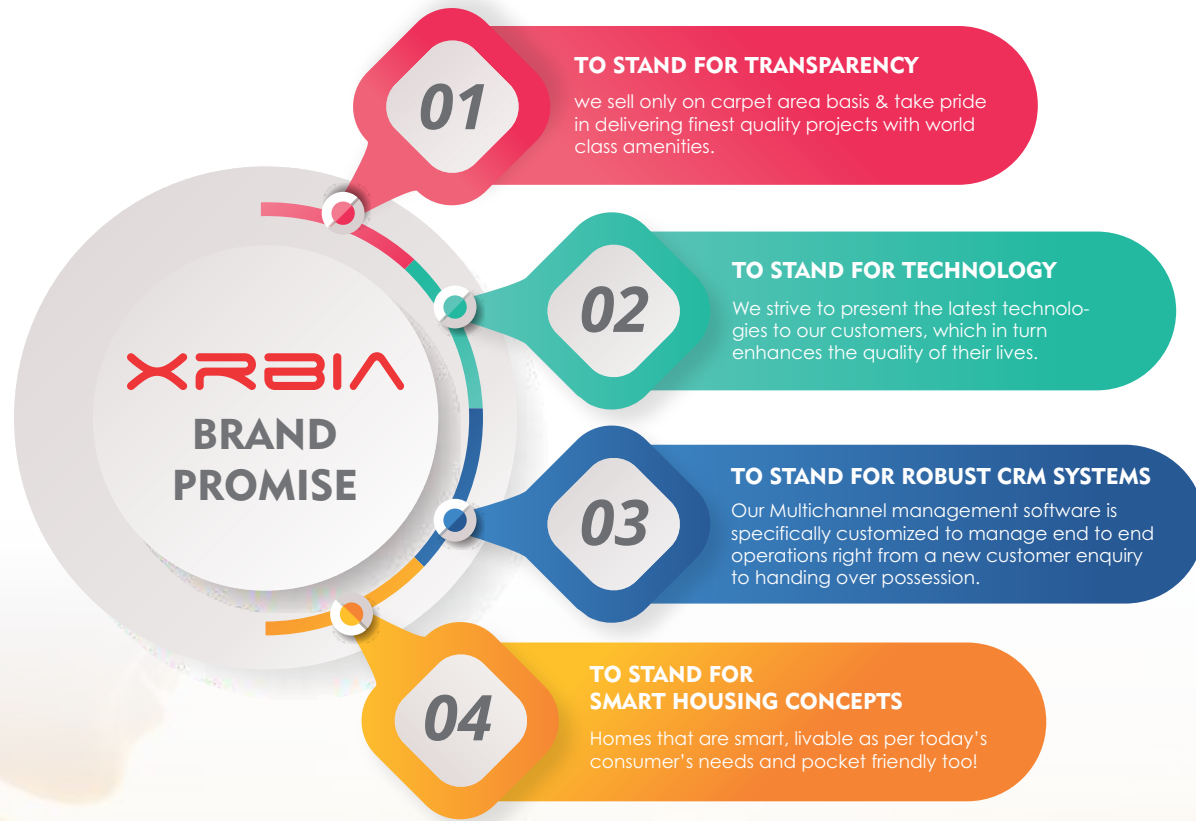 XRBIA
BRAND
PROMISE
01
TO STAND FOR TRANSPARENCY
we sell only on carpet area basis & take pride
in delivering finest quality projects with world
class amenities.
02
TO STAND FOR TECHNOLOGY
We strive to present the latest technolo-
gies to our customers, which in turn
enhances the quality of their lives.
03
TO STAND FOR ROBUST CRM SYSTEMS
Our Multichannel management software is
specifically customized to manage end to end
operations right from a new customer enquiry
to handing over possession.
04
TO STAND FOR
SMART HOUSING CONCEPTS
Homes that are smart, livable as per today’s
consumer’s needs and pocket friendly too!